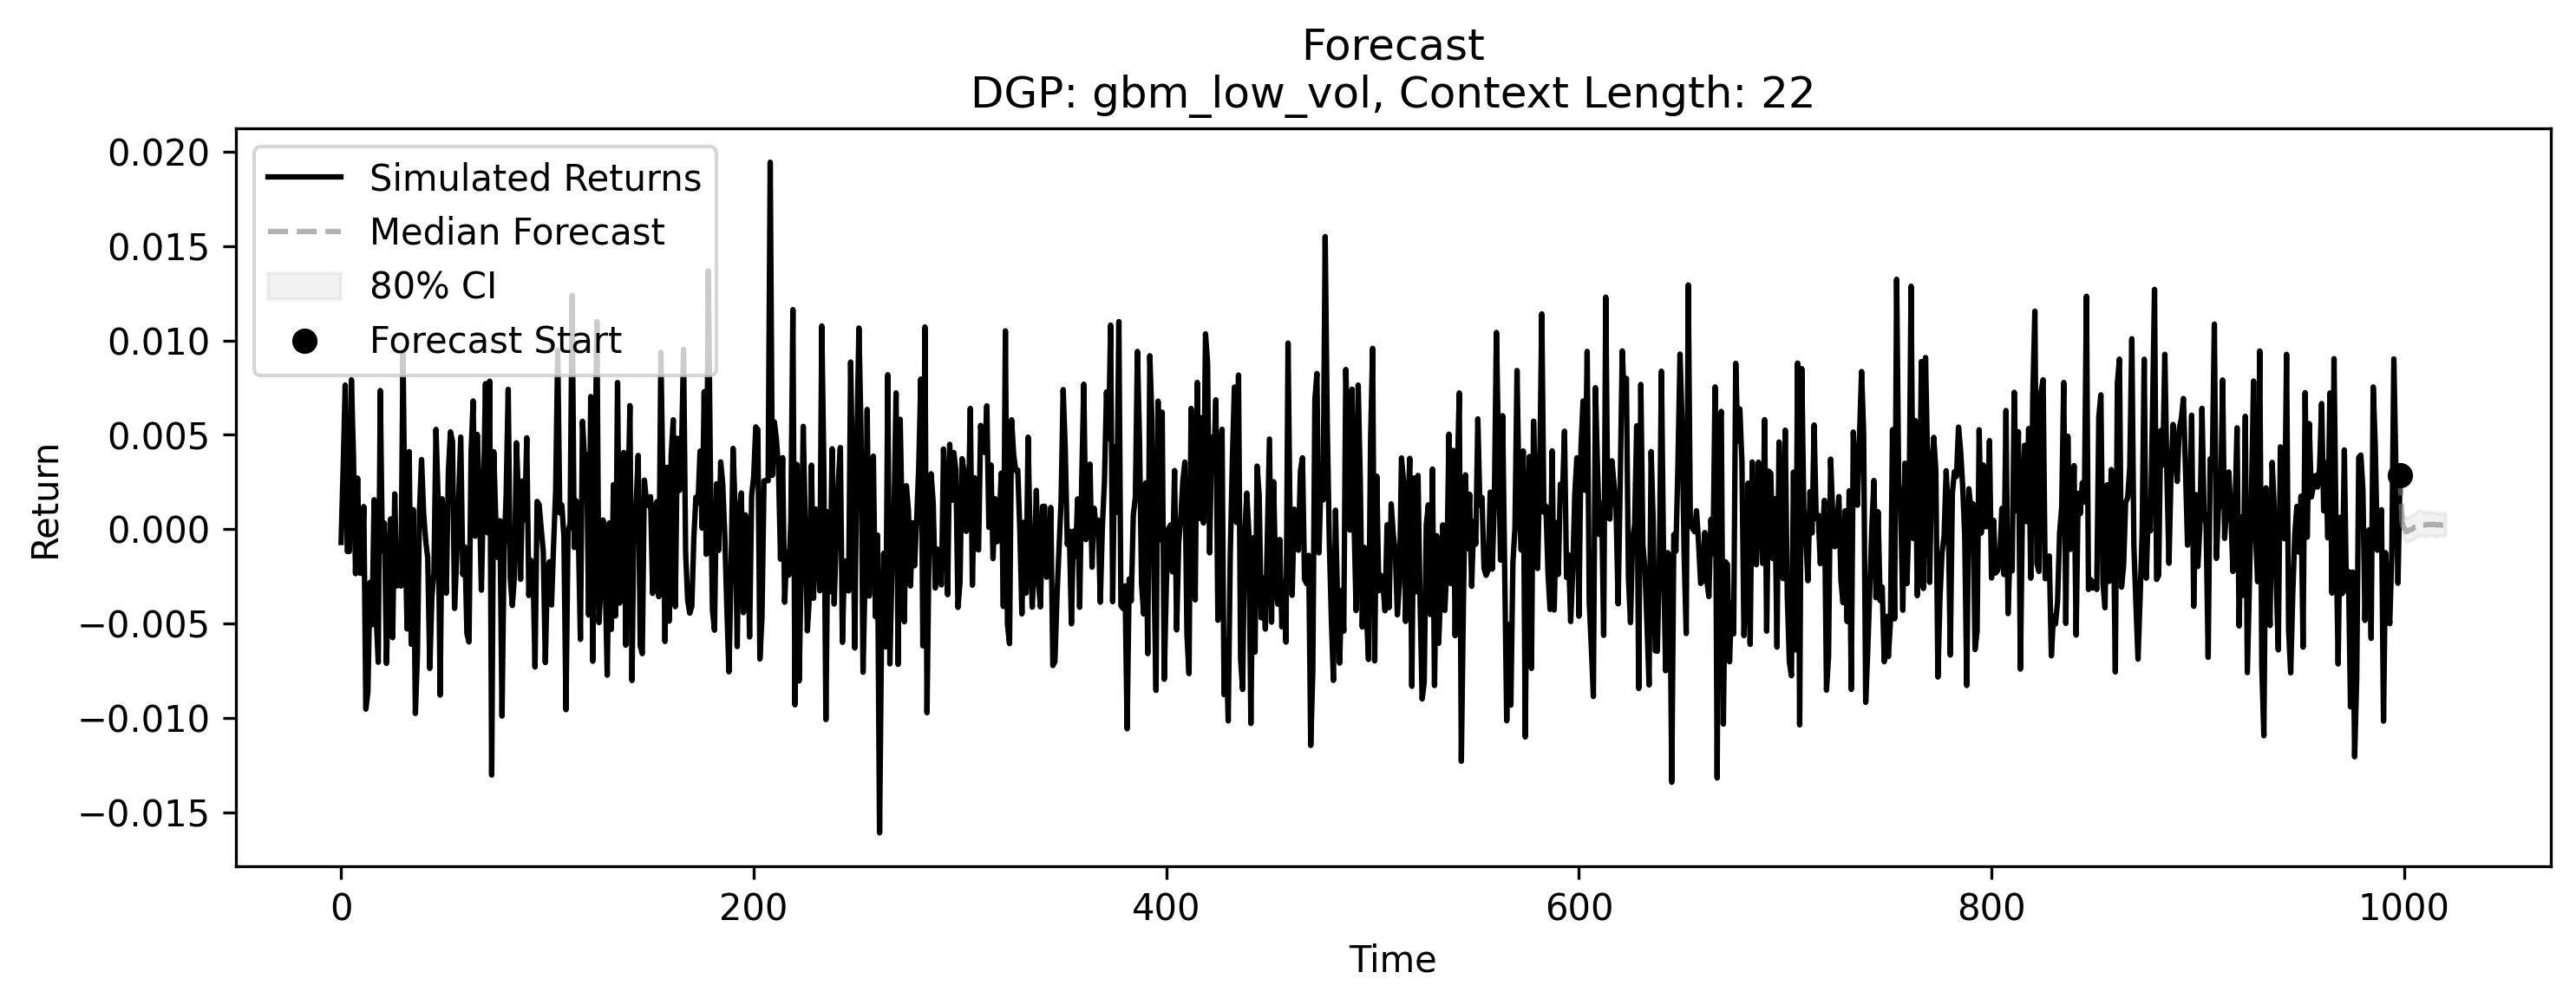 Forecast
DGP: gbm_low_vol, Context Length: 22
0.020
0.015
0.010
0.005
0.000
−0.005
−0.010
−0.015
Return
Simulated Returns
Median Forecast
80% CI
Forecast Start
0
200
400
600
800
1000
Time